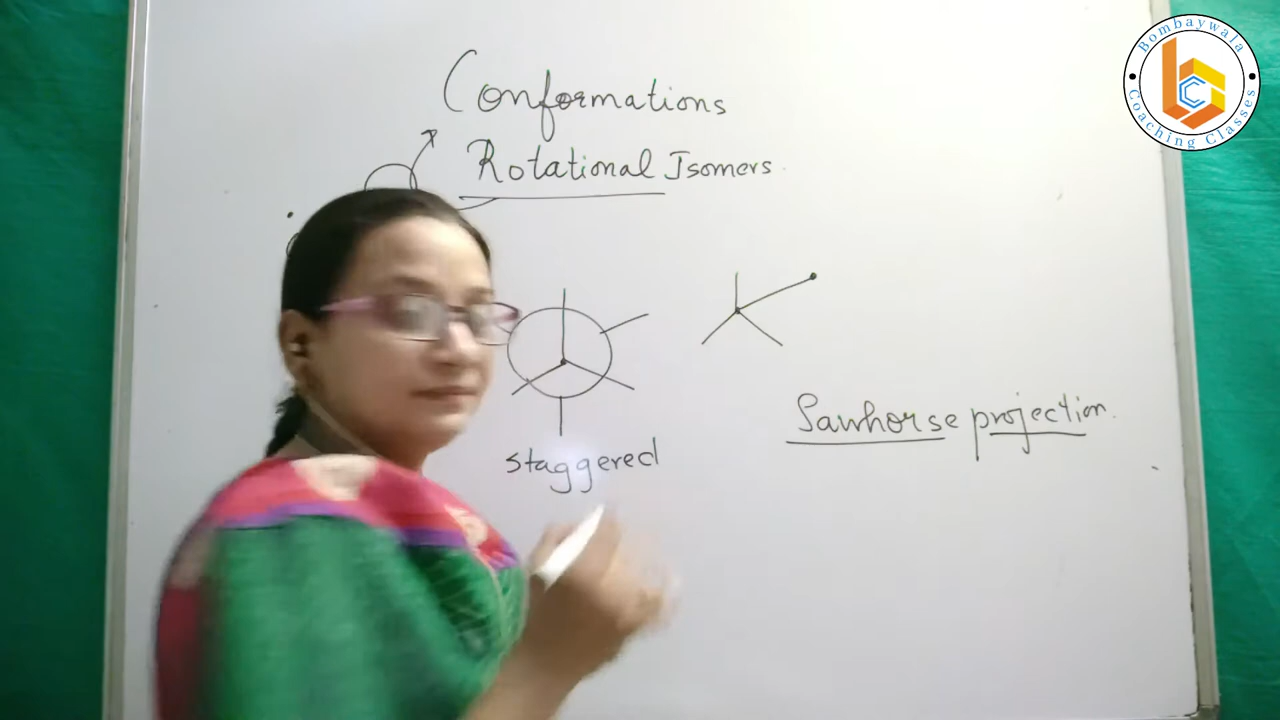 Conformations
Rotational Isomers.
staggered
Sawhorse projection.
Bombaywala
Coaching Classes